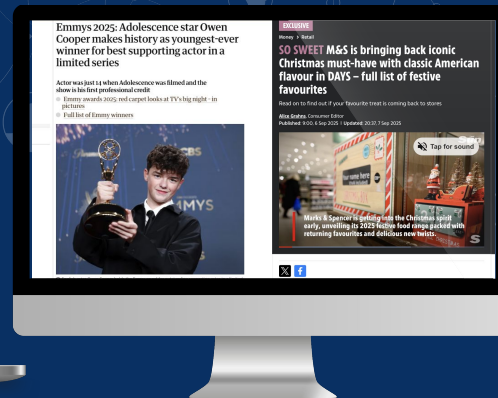 Emmys 2025: Adolescence star Owen
Cooper makes history as youngest-ever
winner for best supporting actor in a
limited series
Actor was just 14 when Adolescence was filmed and the
show is his first professional credit
Emmy awards 2025: red carpet looks at TV's big night - in
pictures
Full list of Emmy winners
CBS
EXCLUSIVE
Money > Retail
SO SWEET M&S is bringing back iconic
Christmas must-have with classic American
flavour in DAYS – full list of festive
favourites
Read on to find out if your favourite treat is coming back to stores
Alice Grahns, Consumer Editor
Published: 9:00, 6 Sep 2025 | Updated: 20:37, 7 Sep 2025
Tap for sound
Your name here
Marks & Spencer is getting into the Christmas spirit
early, unveiling its 2025 festive food range packed with
returning favourites and delicious new twists.
S
X f